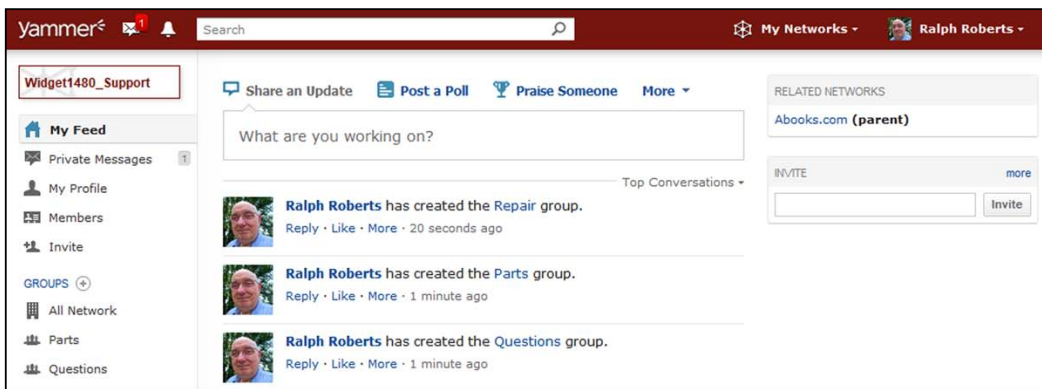 yammer 1 Search My Networks Ralph Roberts
Widget1480_Support
My Feed
Private Messages 1
My Profile
Members
Invite
GROUPS
All Network
Parts
Questions
Share an Update Post a Poll Praise Someone More
What are you working on?
Top Conversations
Ralph Roberts has created the Repair group.
Reply · Like · More · 20 seconds ago
Ralph Roberts has created the Parts group.
Reply · Like · More · 1 minute ago
Ralph Roberts has created the Questions group.
Reply · Like · More · 1 minute ago
RELATED NETWORKS
Abooks.com (parent)
INVITE more
Invite